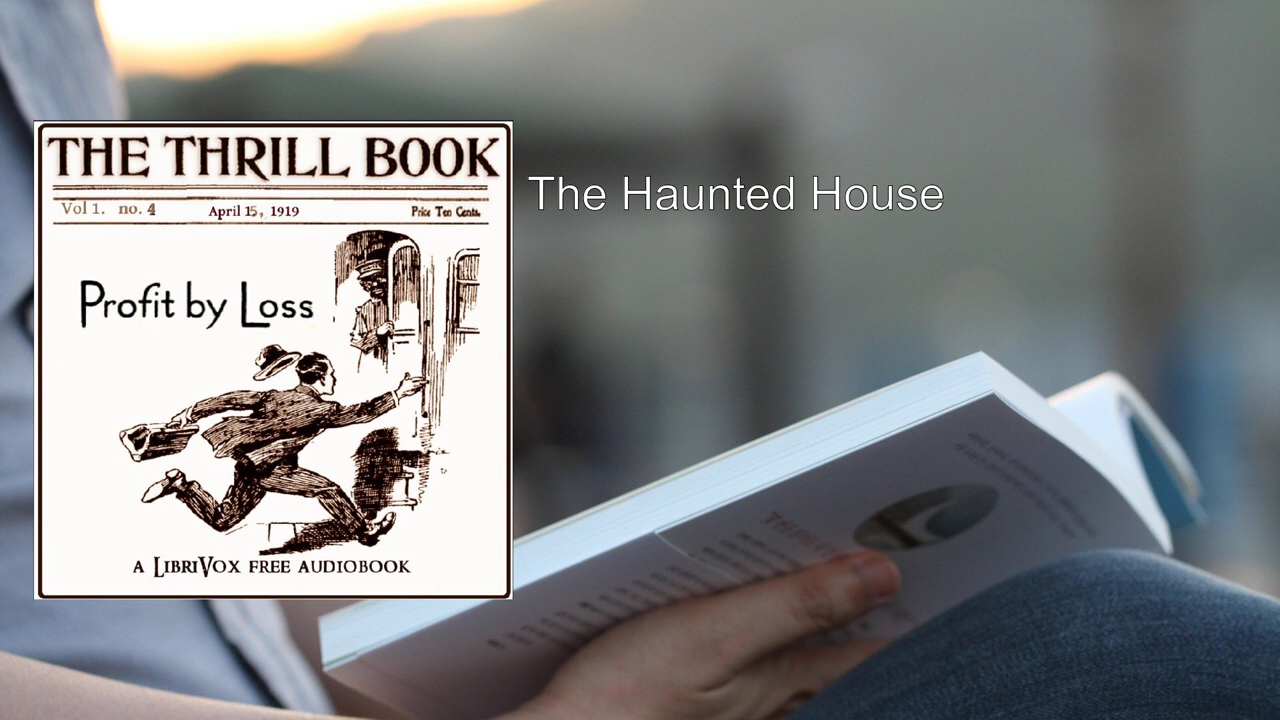 THE THRILL BOOK
Vol 1. no. 4 April 15, 1919 Price Ten Cents.
Profit by Loss
A LIBRIVOX FREE AUDIOBOOK
The Haunted House